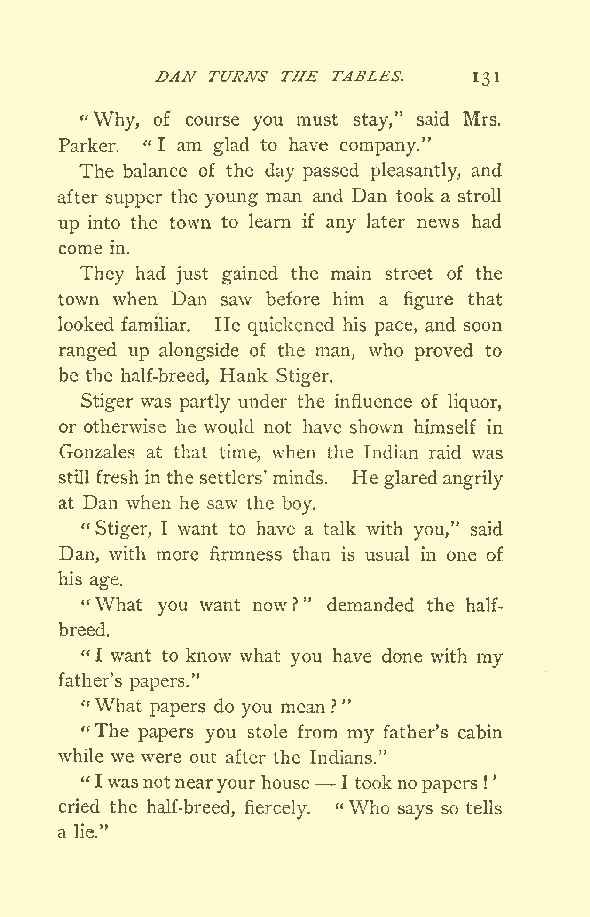 DAN TURNS THE TABLES. 131
"Why, of course you must stay," said Mrs.
Parker. "I am glad to have company."
The balance of the day passed pleasantly, and
after supper the young man and Dan took a stroll
up into the town to learn if any later news had
come in.
They had just gained the main street of the
town when Dan saw before him a figure that
looked familiar. He quickened his pace, and soon
ranged up alongside of the man, who proved to
be the half-breed, Hank Stiger.
Stiger was partly under the influence of liquor,
or otherwise he would not have shown himself in
Gonzales at that time, when the Indian raid was
still fresh in the settlers' minds. He glared angrily
at Dan when he saw the boy.
"Stiger, I want to have a talk with you," said
Dan, with more firmness than is usual in one of
his age.
"What you want now?" demanded the half-
breed.
"I want to know what you have done with my
father's papers."
"What papers do you mean?"
"The papers you stole from my father's cabin
while we were out after the Indians."
"I was not near your house — I took no papers!'
cried the half-breed, fiercely. "Who says so tells
a lie."